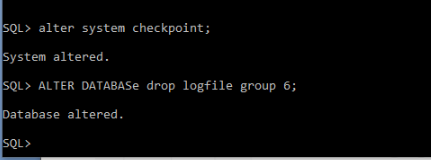 SQL> alter system checkpoint;
System altered.
SQL> ALTER DATABASe drop logfile group 6;
Database altered.
SQL>